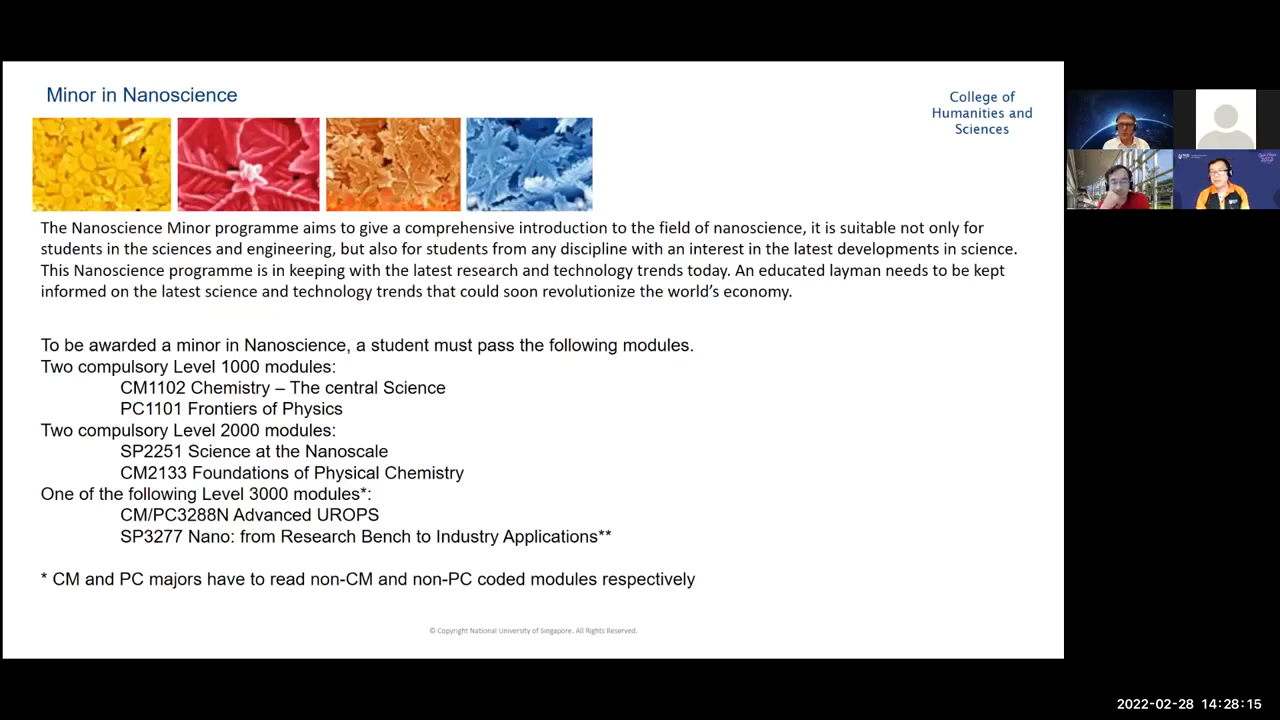 Minor in Nanoscience
College of
Humanities and
Sciences
The Nanoscience Minor programme aims to give a comprehensive introduction to the field of nanoscience, it is suitable not only for
students in the sciences and engineering, but also for students from any discipline with an interest in the latest developments in science.
This Nanoscience programme is in keeping with the latest research and technology trends today. An educated layman needs to be kept
informed on the latest science and technology trends that could soon revolutionize the world's economy.
To be awarded a minor in Nanoscience, a student must pass the following modules.
Two compulsory Level 1000 modules:
CM1102 Chemistry – The central Science
PC1101 Frontiers of Physics
Two compulsory Level 2000 modules:
SP2251 Science at the Nanoscale
CM2133 Foundations of Physical Chemistry
One of the following Level 3000 modules*:
CM/PC3288N Advanced UROPS
SP3277 Nano: from Research Bench to Industry Applications**
* CM and PC majors have to read non-CM and non-PC coded modules respectively
© Copyright National University of Singapore. All Rights Reserved.
2022-02-28 14:28:15